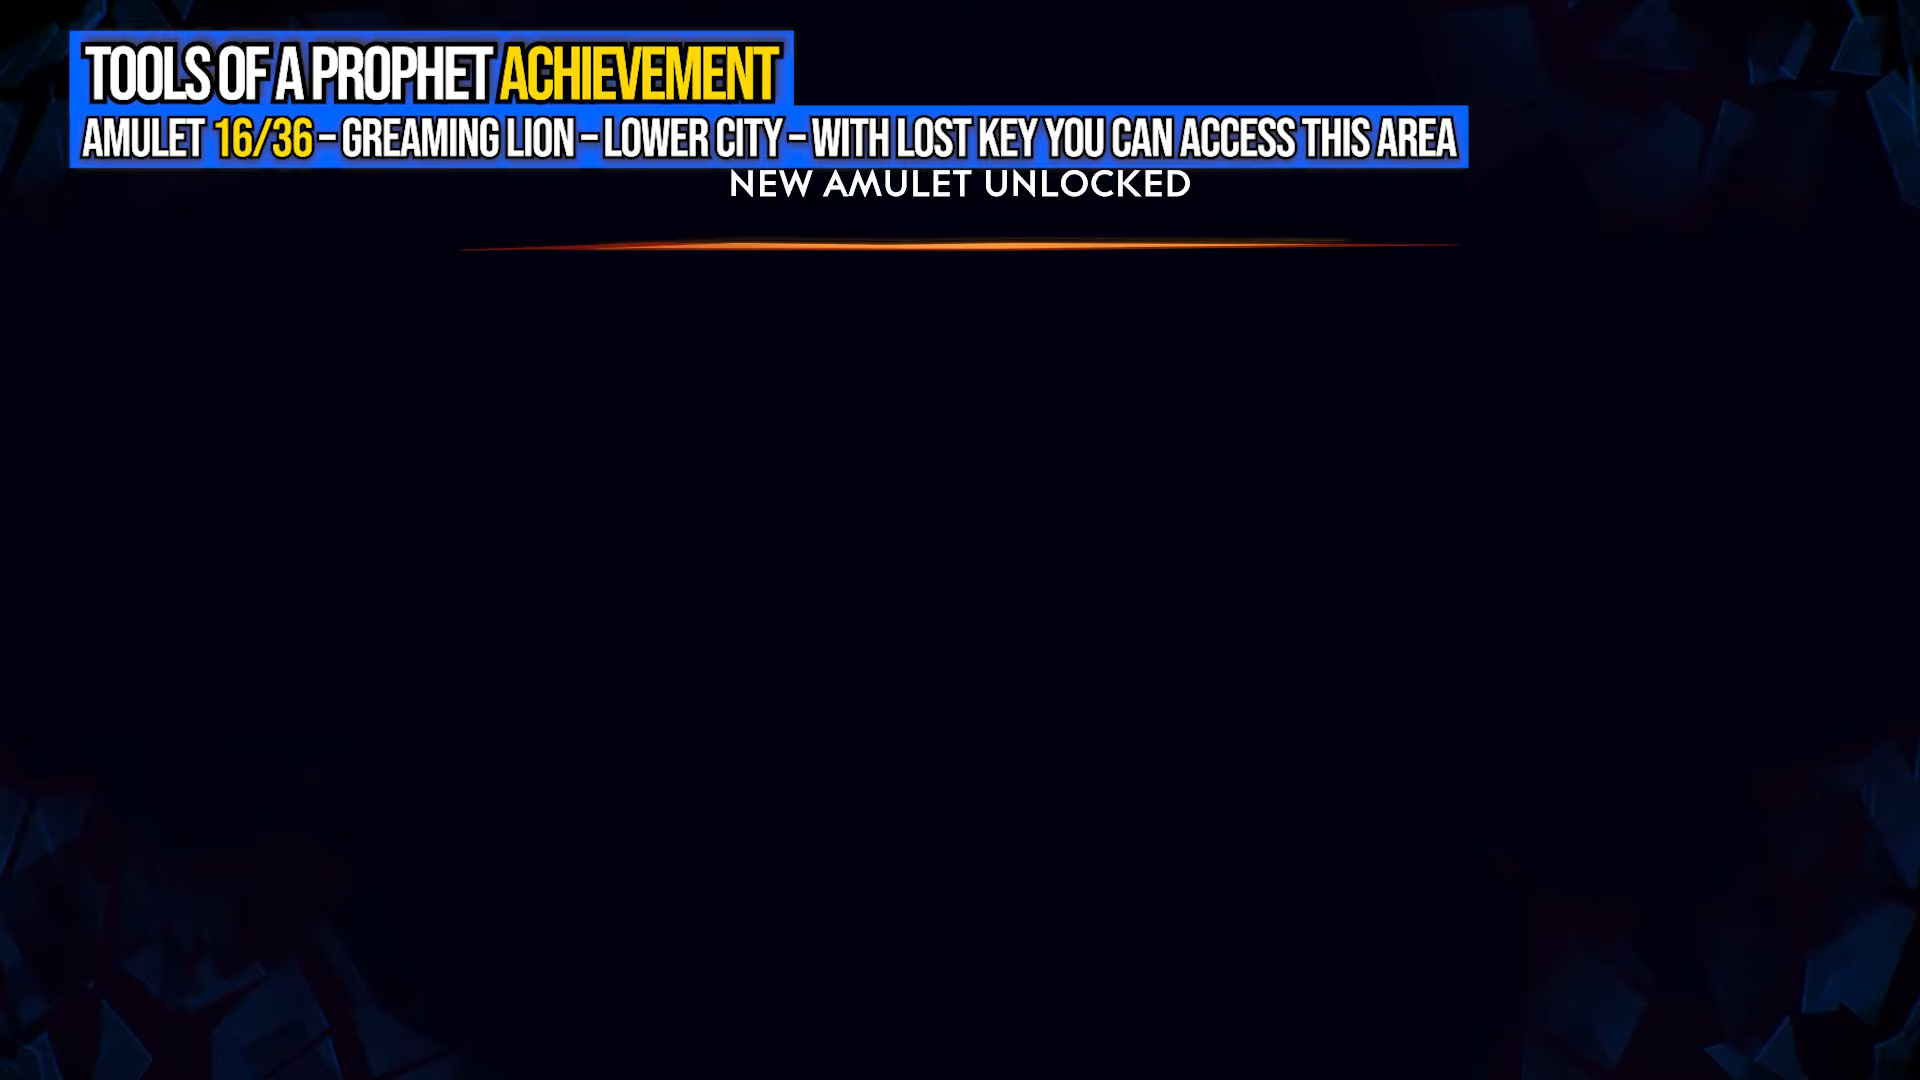 TOOLS OF A PROPHET ACHIEVEMENT
AMULET 16/36 – GREAMING LION – LOWER CITY – WITH LOST KEY YOU CAN ACCESS THIS AREA
NEW AMULET UNLOCKED